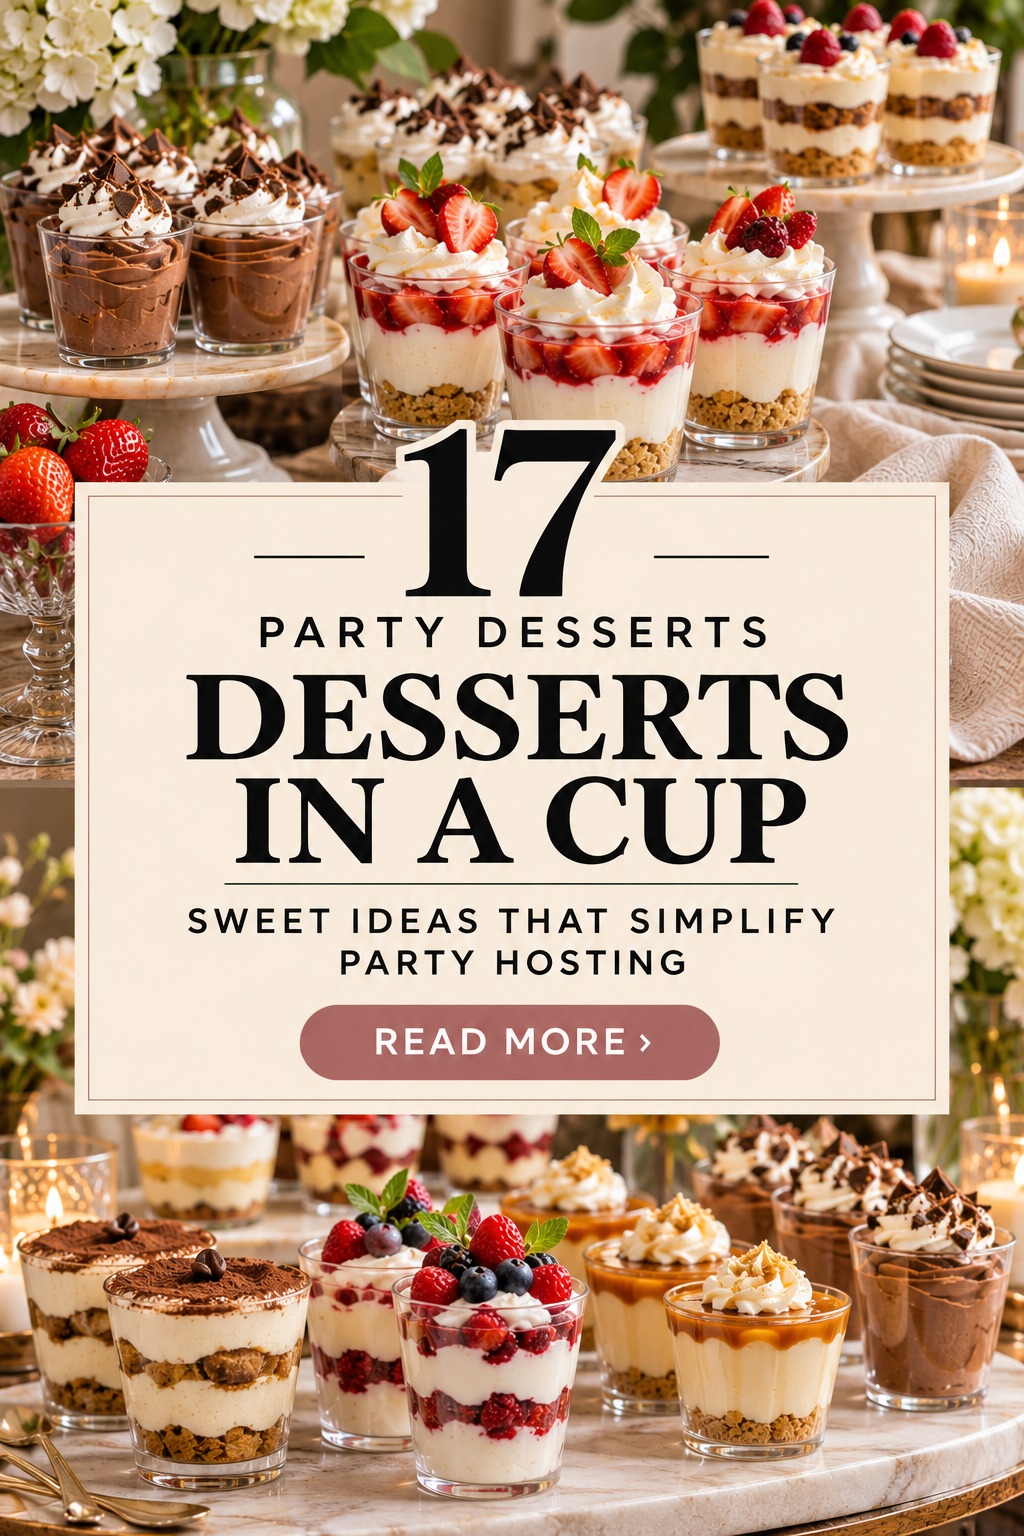 17
PARTY DESSERTS
DESSERTS
IN A CUP
SWEET IDEAS THAT SIMPLIFY
PARTY HOSTING
READ MORE ›